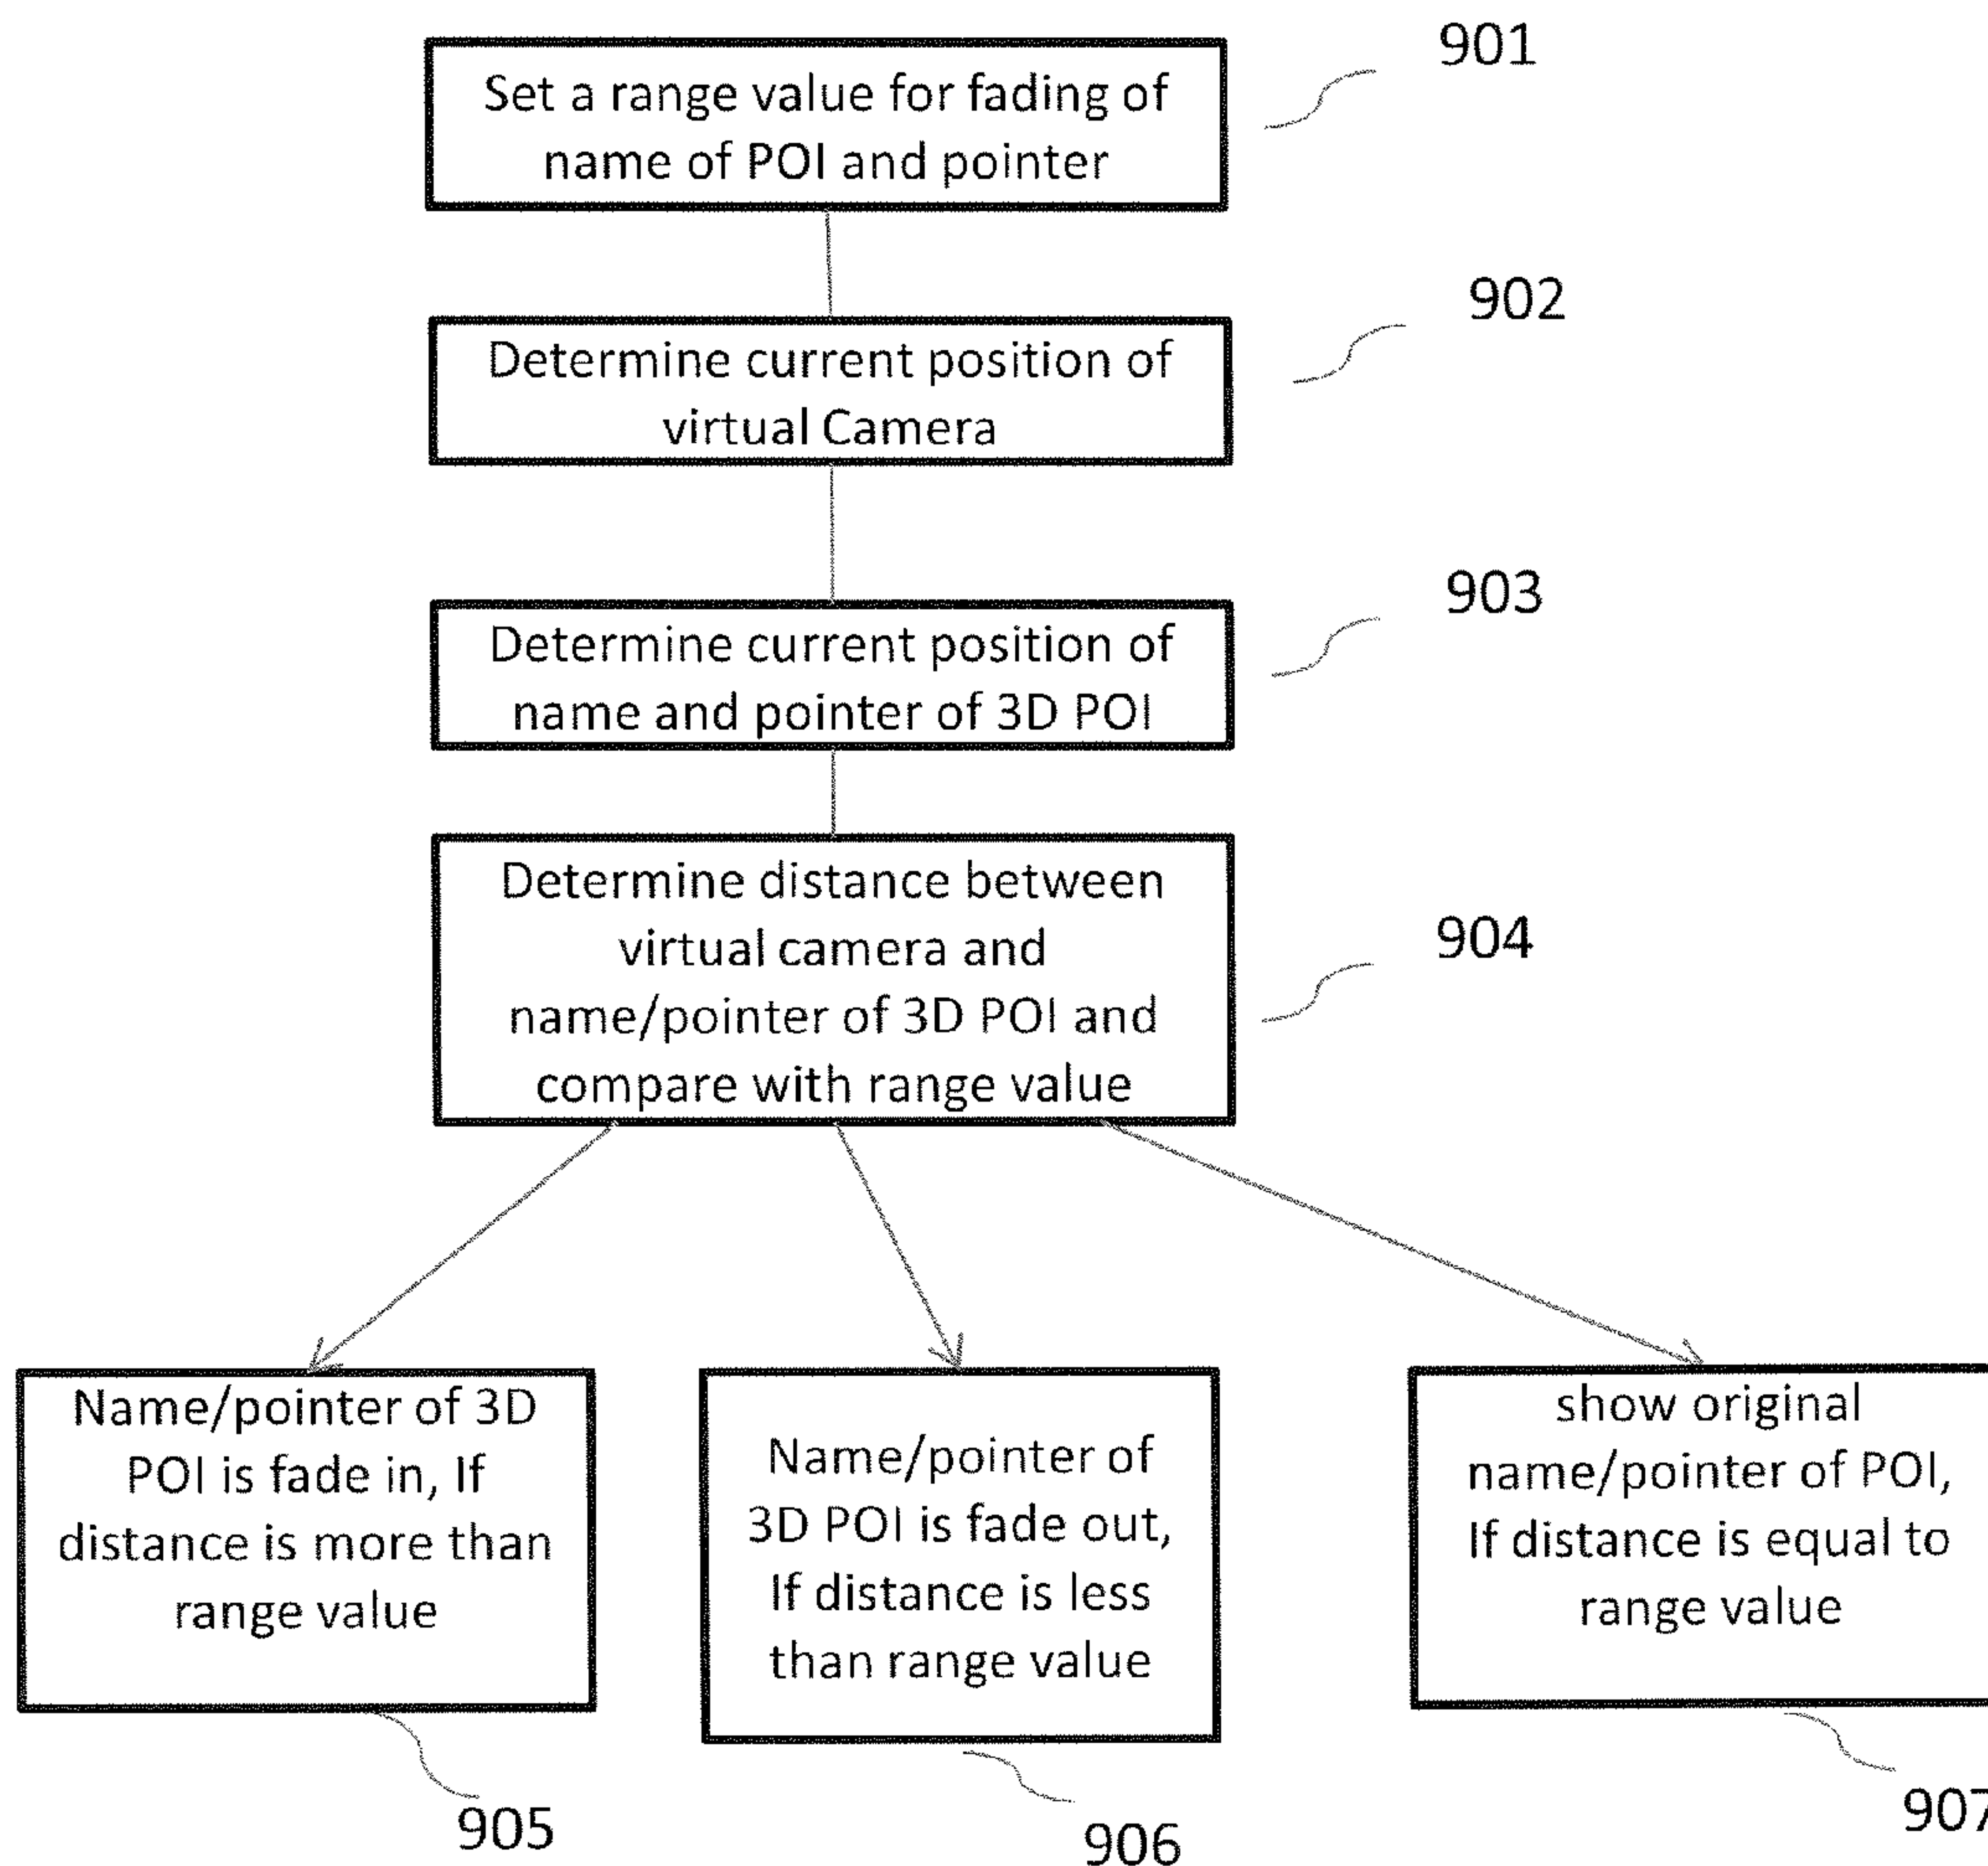 901
Set a range value for fading of
name of POI and pointer
902
Determine current position of
virtual Camera
903
Determine current position of
name and pointer of 3D POI
904
Determine distance between
virtual camera and
name/pointer of 3D POI and
compare with range value
Name/pointer of 3D
POI is fade in, If
distance is more than
range value
905
Name/pointer of
3D POI is fade out,
If distance is less
than range value
906
show original
name/pointer of POI,
If distance is equal to
range value
907